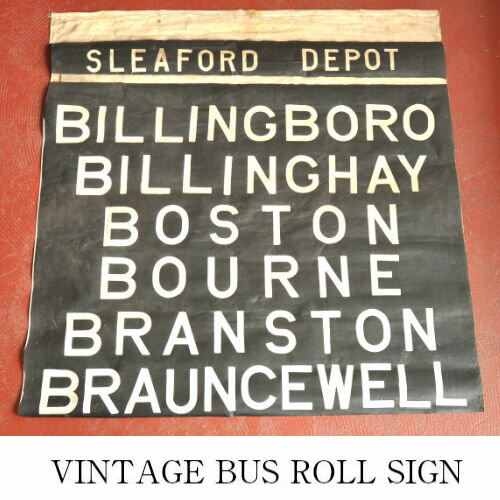 SLEAFORD DEPOT
BILLINGBORO
BILLINGHAY
BOSTON
BOURNE
BRANSTON
BRAUNCEWELL
VINTAGE BUS ROLL SIGN